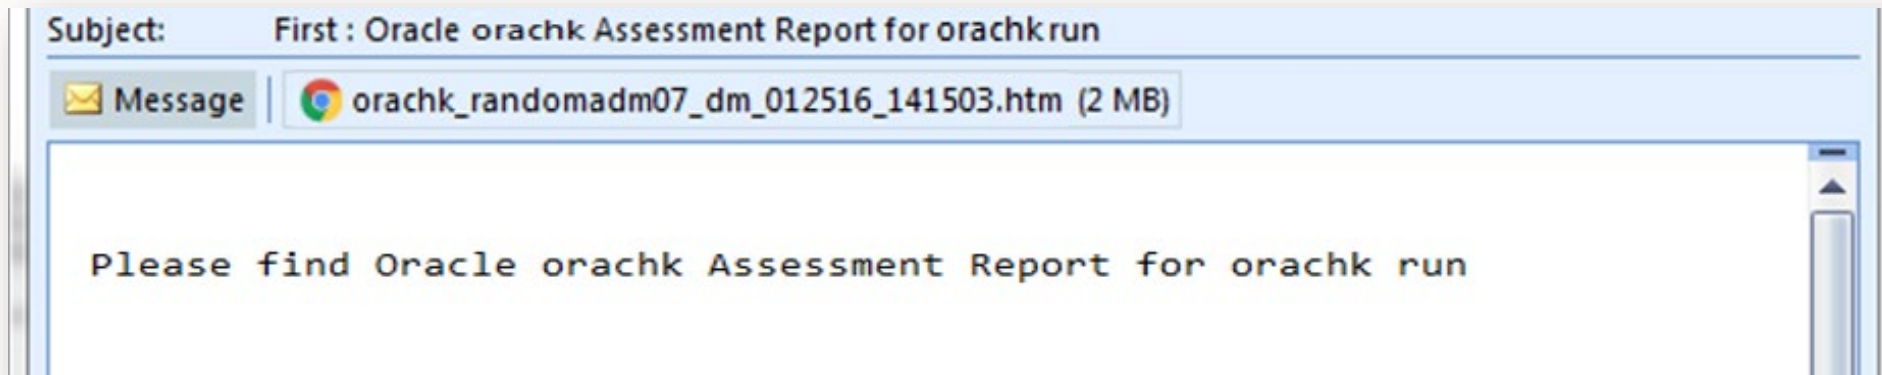 Subject: First : Oracle orachk Assessment Report for orachk run
Message orachk_randomadm07_dm_012516_141503.htm (2 MB)
Please find Oracle orachk Assessment Report for orachk run